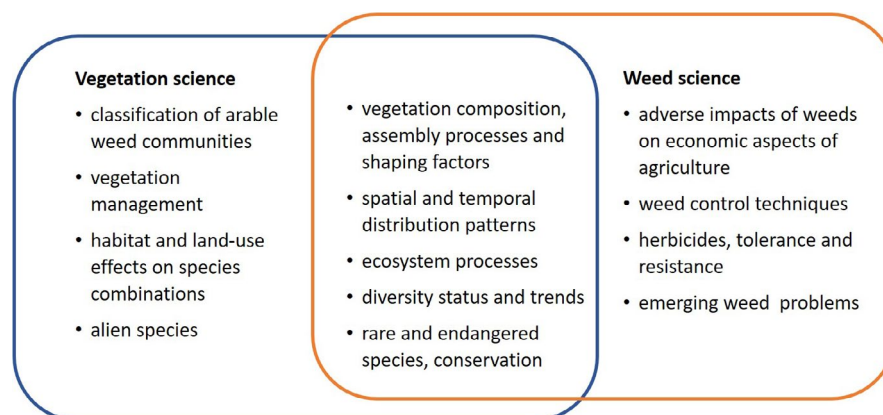 Vegetation science
• classification of arable
weed communities
• vegetation
management
• habitat and land-use
effects on species
combinations
• alien species
• vegetation composition,
assembly processes and
shaping factors
• spatial and temporal
distribution patterns
• ecosystem processes
• diversity status and trends
• rare and endangered
species, conservation
Weed science
• adverse impacts of weeds
on economic aspects of
agriculture
• weed control techniques
• herbicides, tolerance and
resistance
• emerging weed problems